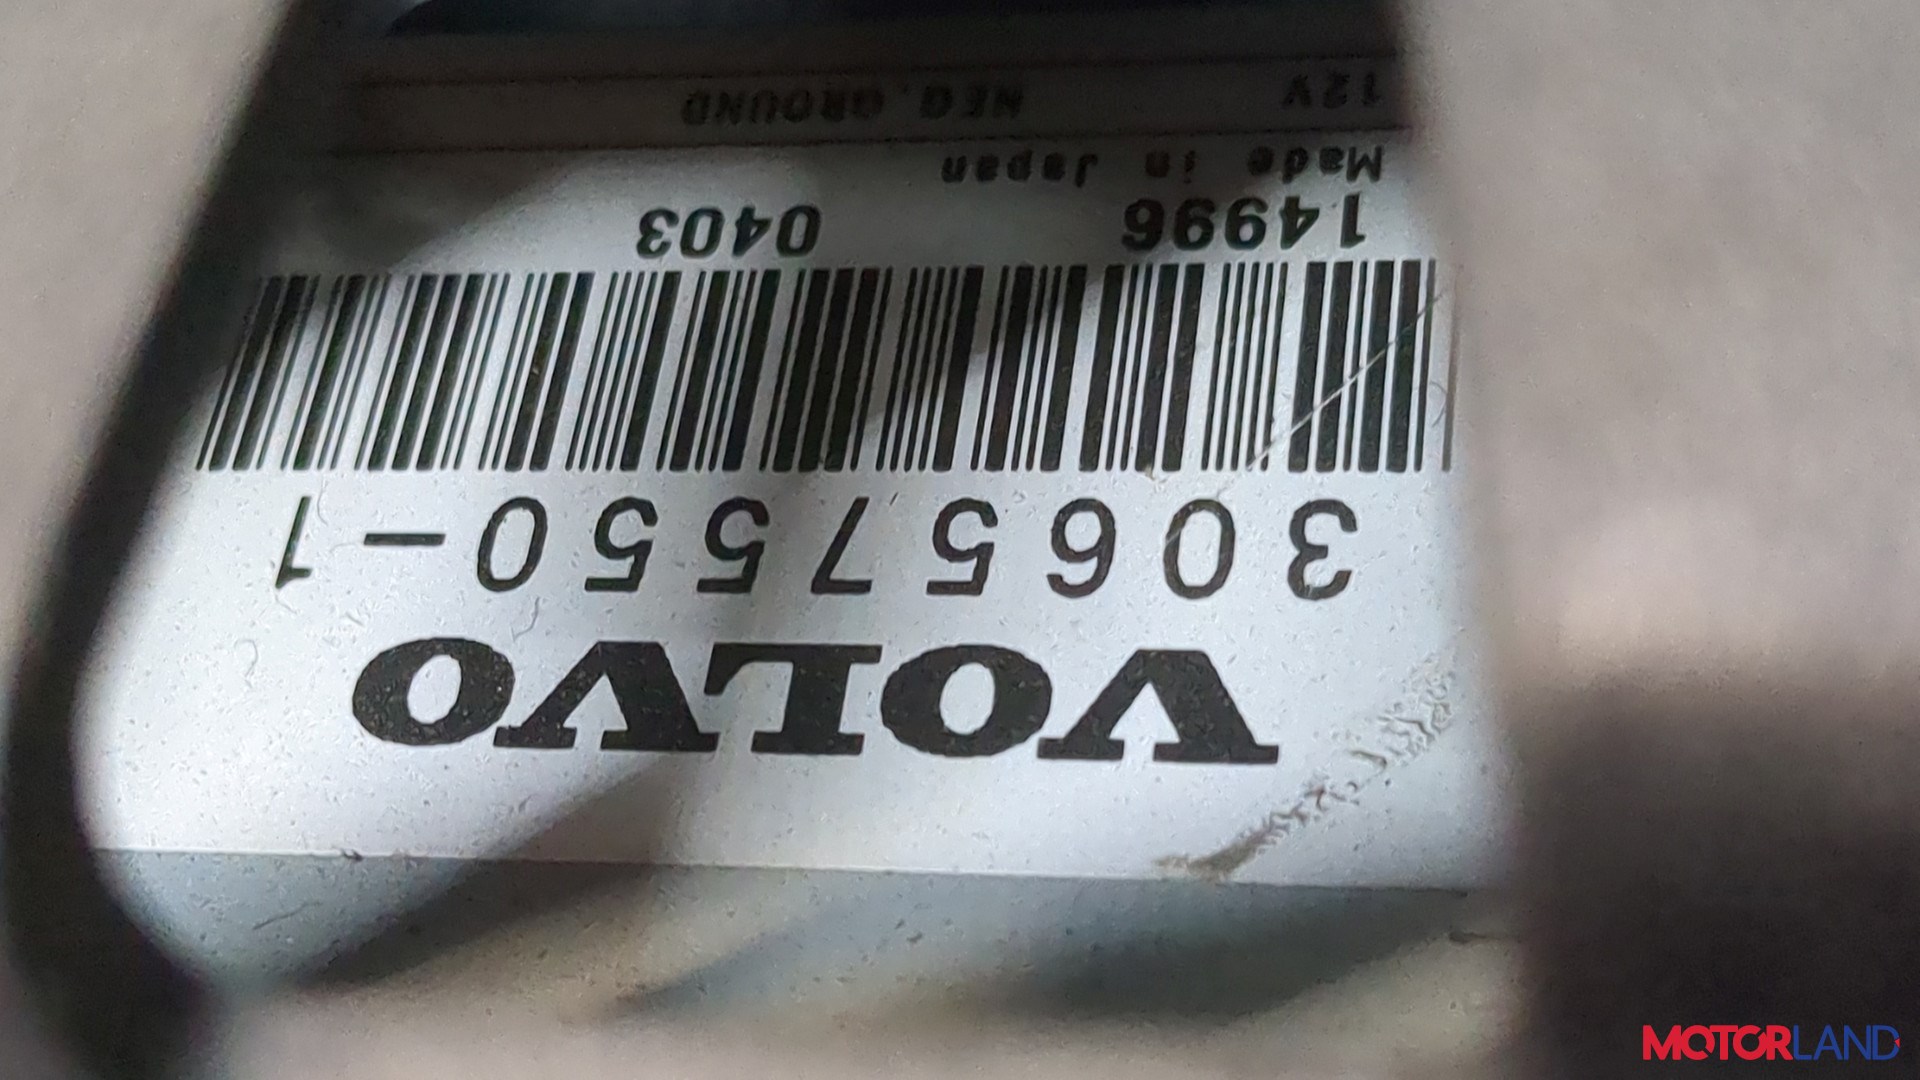 VOLVO
30657550-1
14996 0403
Made in Japan
12V NEG.GROUND
MOTORLAND